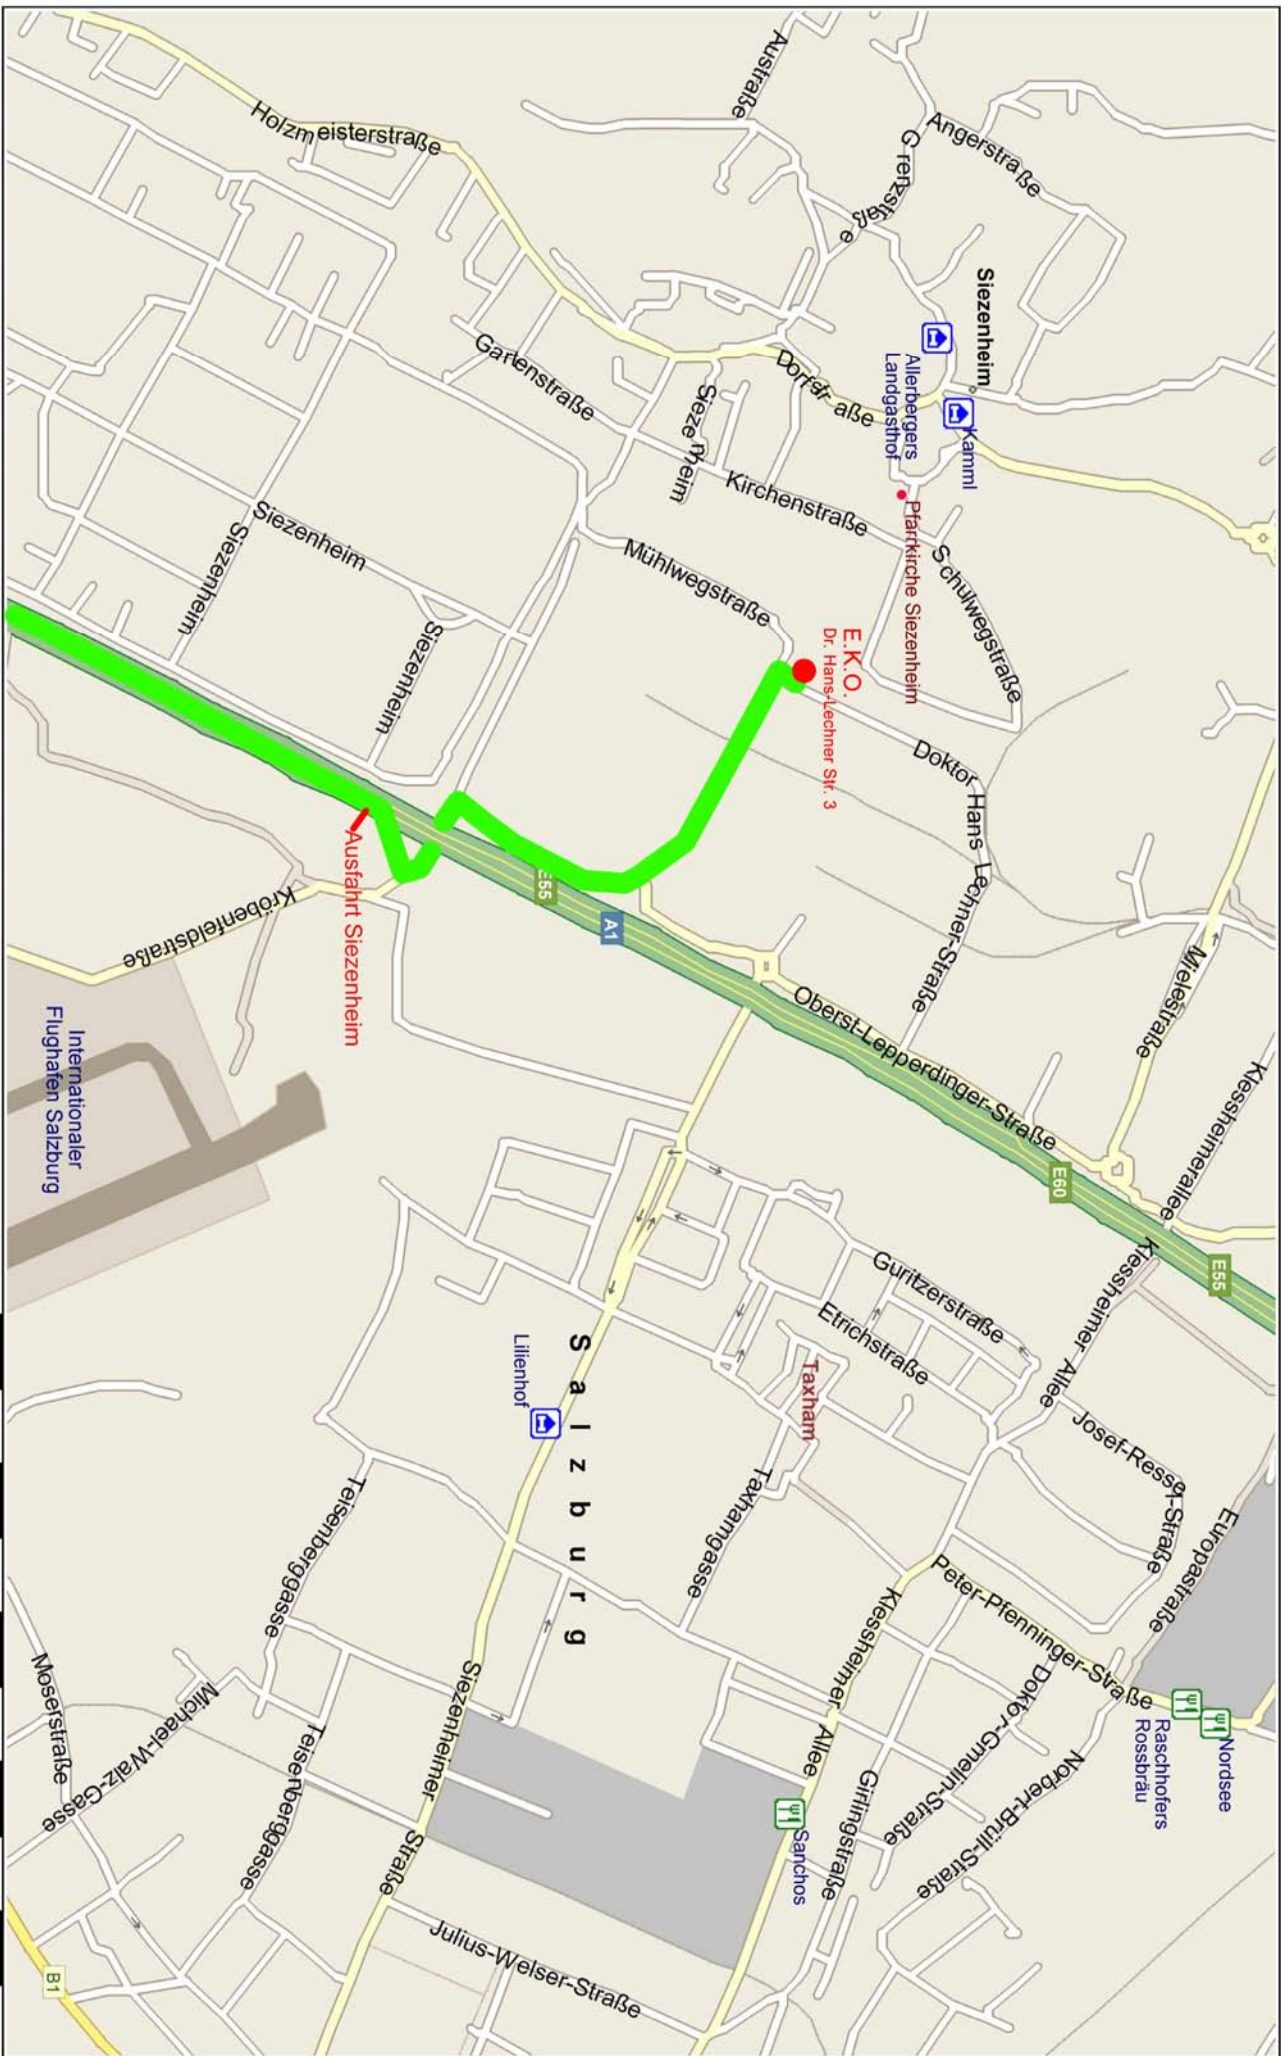 Europastraße
Nordsee
Raschhofers
Rossbräu
Klessheimerallee
E55
Josef-Ressel-Straße
Peter-Pfenninger-Straße
Norbert-Brüll-Straße
Mielestraße
E60
Klessheimer Allee
Doktor-Gmelin-Straße
Angerstraße
Siezenheim
Kamml
Schulwegstraße
Doktor Hans Lechner-Straße
Oberst-Lepperdinger-Straße
Guritzerstraße
Etrichstraße
Grenzstraße
Allerbergers
Landgasthof
Pfarrkirche Siezenheim
Klessheimer Allee
Girlingstraße
Sanchos
Dorfstraße
E.K.O.
Dr. Hans-Lechner Str. 3
Taxham
Austraße
Kirchenstraße
Mühlwegstraße
Taxhamgasse
Siezenheim
A1
Salzburg
Julius-Welser-Straße
Gartenstraße
E55
Lilienhof
Holzmeisterstraße
Siezenheim
Siezenheim
Siezenheim
Ausfahrt Siezenheim
Siezenheimer Straße
Teisenberggasse
Teisenberggasse
Kröbenfeldstraße
Michael-Walz-Gasse
Internationaler
Flughafen Salzburg
Moserstraße
B1